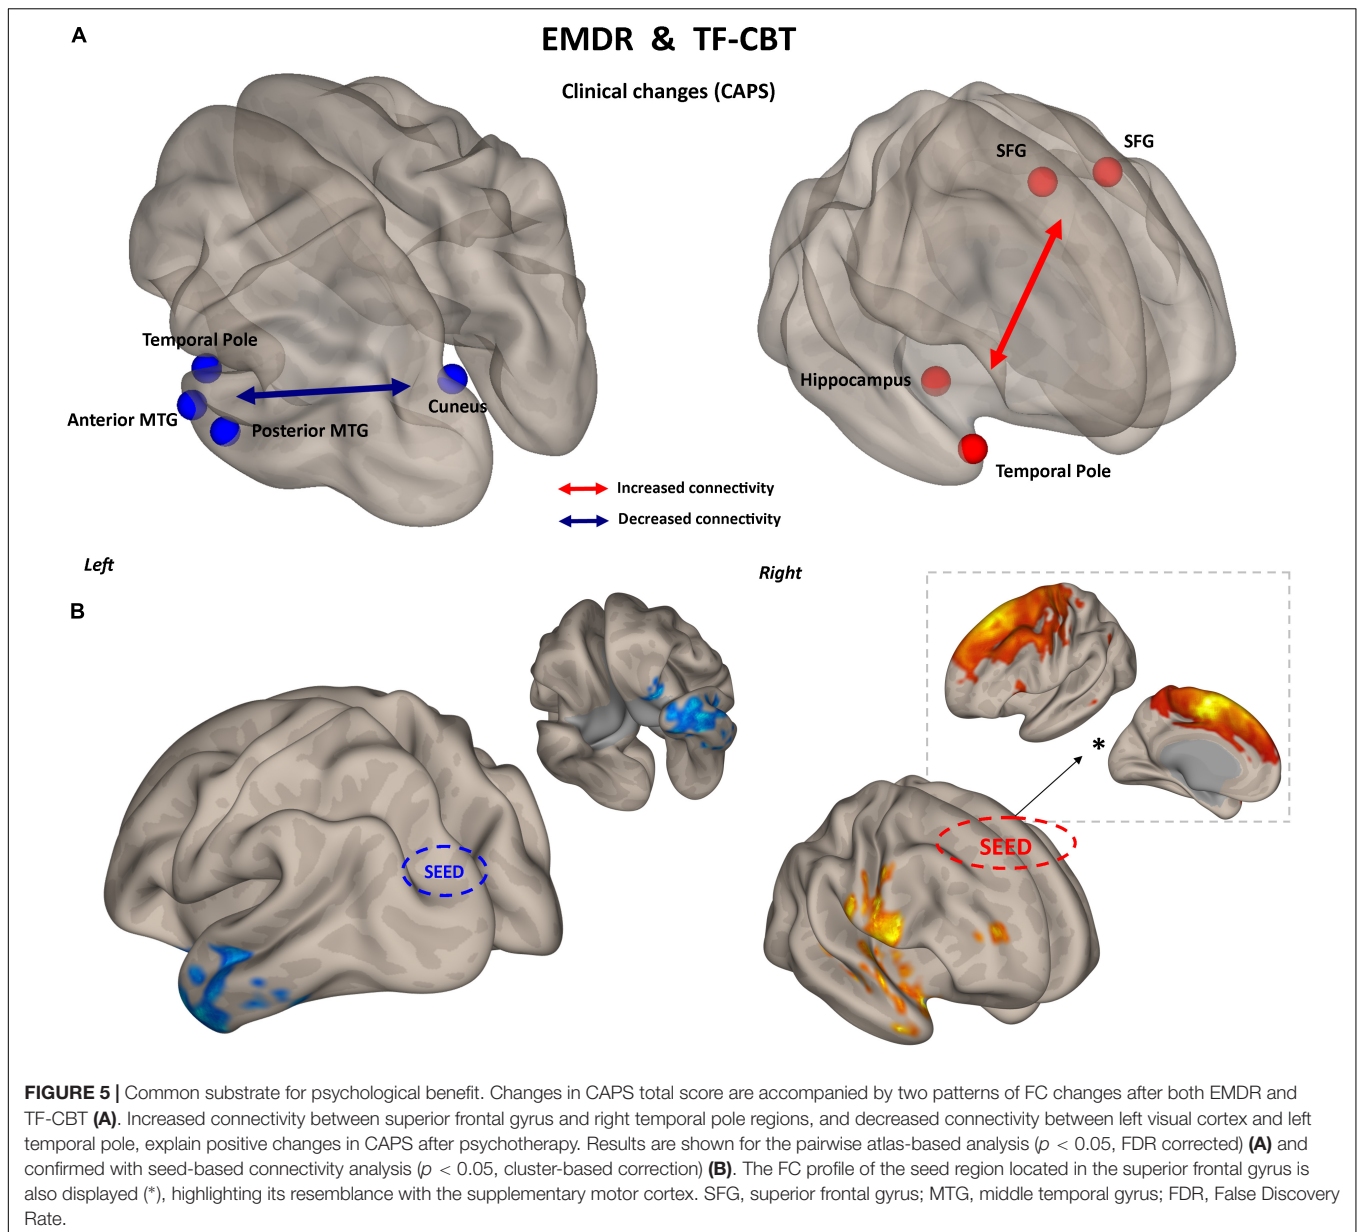 A
EMDR & TF-CBT
Clinical changes (CAPS)
SFG
SFG
Temporal Pole
Anterior MTG
Posterior MTG
Cuneus
Hippocampus
Temporal Pole
Increased connectivity
Decreased connectivity
Left
Right
B
SEED
*
SEED
FIGURE 5 | Common substrate for psychological benefit. Changes in CAPS total score are accompanied by two patterns of FC changes after both EMDR and
TF-CBT (A). Increased connectivity between superior frontal gyrus and right temporal pole regions, and decreased connectivity between left visual cortex and left
temporal pole, explain positive changes in CAPS after psychotherapy. Results are shown for the pairwise atlas-based analysis (p < 0.05, FDR corrected) (A) and
confirmed with seed-based connectivity analysis (p < 0.05, cluster-based correction) (B). The FC profile of the seed region located in the superior frontal gyrus is
also displayed (*), highlighting its resemblance with the supplementary motor cortex. SFG, superior frontal gyrus; MTG, middle temporal gyrus; FDR, False Discovery
Rate.